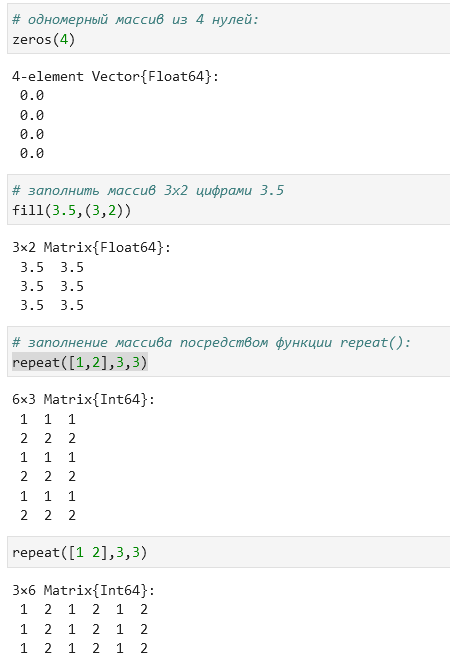 # одномерный массив из 4 нулей:
zeros(4)
4-element Vector{Float64}:
0.0
0.0
0.0
0.0
# заполнить массив 3x2 цифрами 3.5
fill(3.5,(3,2))
3×2 Matrix{Float64}:
3.5  3.5
3.5  3.5
3.5  3.5
# заполнение массива посредством функции repeat():
repeat([1,2],3,3)
6×3 Matrix{Int64}:
1  1  1
2  2  2
1  1  1
2  2  2
1  1  1
2  2  2
repeat([1 2],3,3)
3×6 Matrix{Int64}:
1  2  1  2  1  2
1  2  1  2  1  2
1  2  1  2  1  2